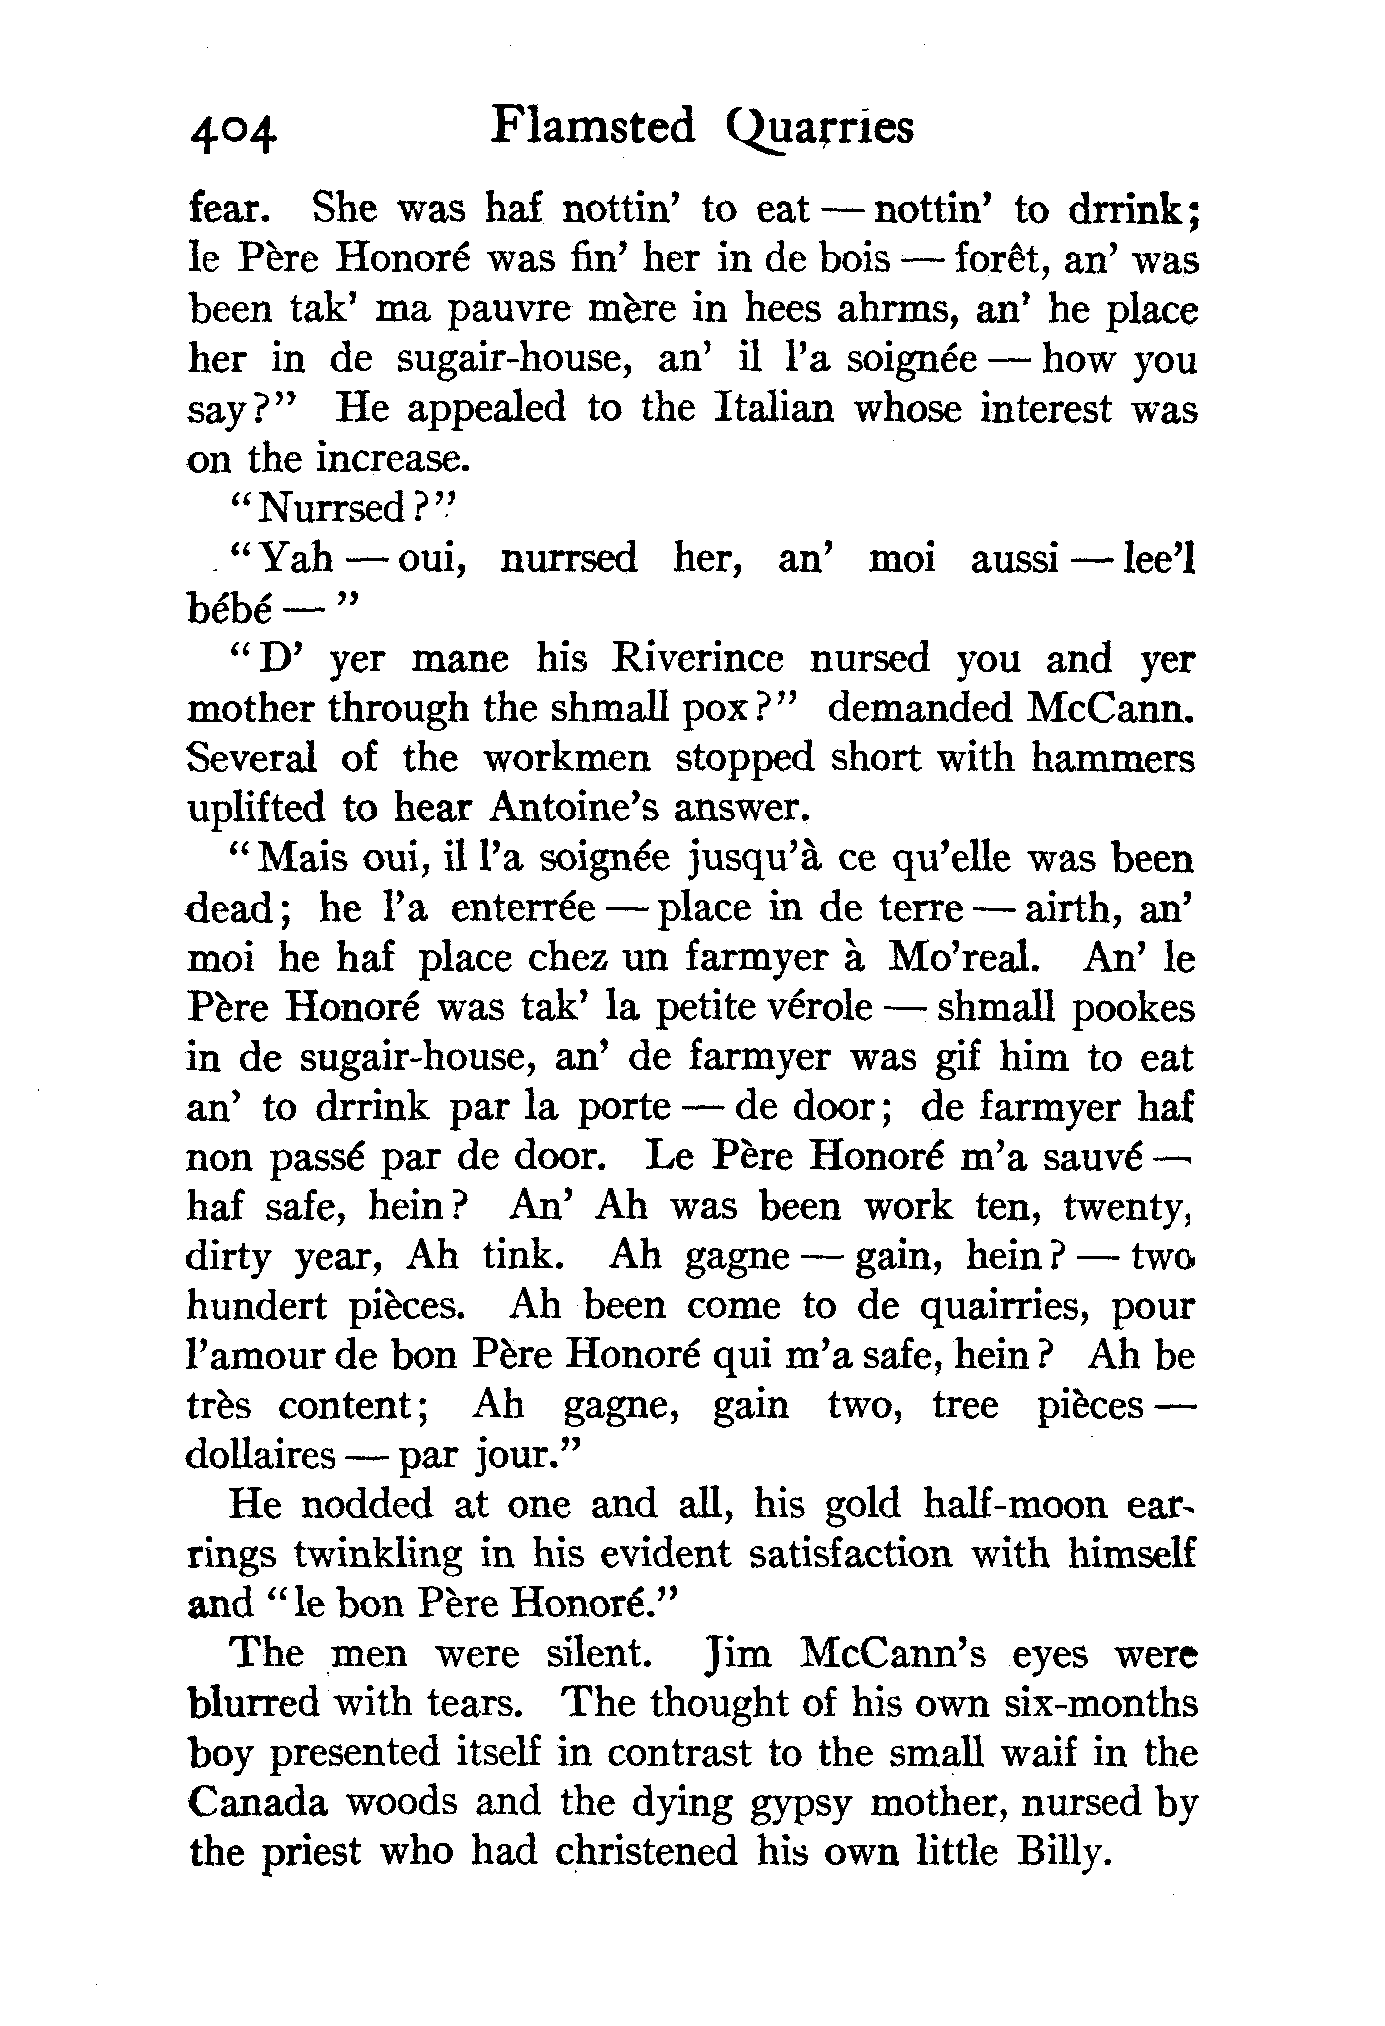 404 Flamsted Quarries
fear. She was haf nottin' to eat — nottin' to drrink;
le Père Honoré was fin' her in de bois — forêt, an' was
been tak' ma pauvre mère in hees ahrms, an' he place
her in de sugair-house, an' il l'a soignée — how you
say?" He appealed to the Italian whose interest was
on the increase.
"Nurrsed?"
"Yah — oui, nurrsed her, an' moi aussi — lee'l
bébé — "
"D' yer mane his Riverince nursed you and yer
mother through the shmall pox?" demanded McCann.
Several of the workmen stopped short with hammers
uplifted to hear Antoine's answer.
"Mais oui, il l'a soignée jusqu'à ce qu'elle was been
dead; he l'a enterrée — place in de terre — airth, an'
moi he haf place chez un farmyer à Mo'real. An' le
Père Honoré was tak' la petite vérole — shmall pookes
in de sugair-house, an' de farmyer was gif him to eat
an' to drrink par la porte — de door; de farmyer haf
non passé par de door. Le Père Honoré m'a sauvé —
haf safe, hein? An' Ah was been work ten, twenty,
dirty year, Ah tink. Ah gagne — gain, hein? — two
hundert pièces. Ah been come to de quairries, pour
l'amour de bon Père Honoré qui m'a safe, hein? Ah be
très content; Ah gagne, gain two, tree pièces —
dollaires — par jour."
He nodded at one and all, his gold half-moon ear-
rings twinkling in his evident satisfaction with himself
and "le bon Père Honoré."
The men were silent. Jim McCann's eyes were
blurred with tears. The thought of his own six-months
boy presented itself in contrast to the small waif in the
Canada woods and the dying gypsy mother, nursed by
the priest who had christened his own little Billy.